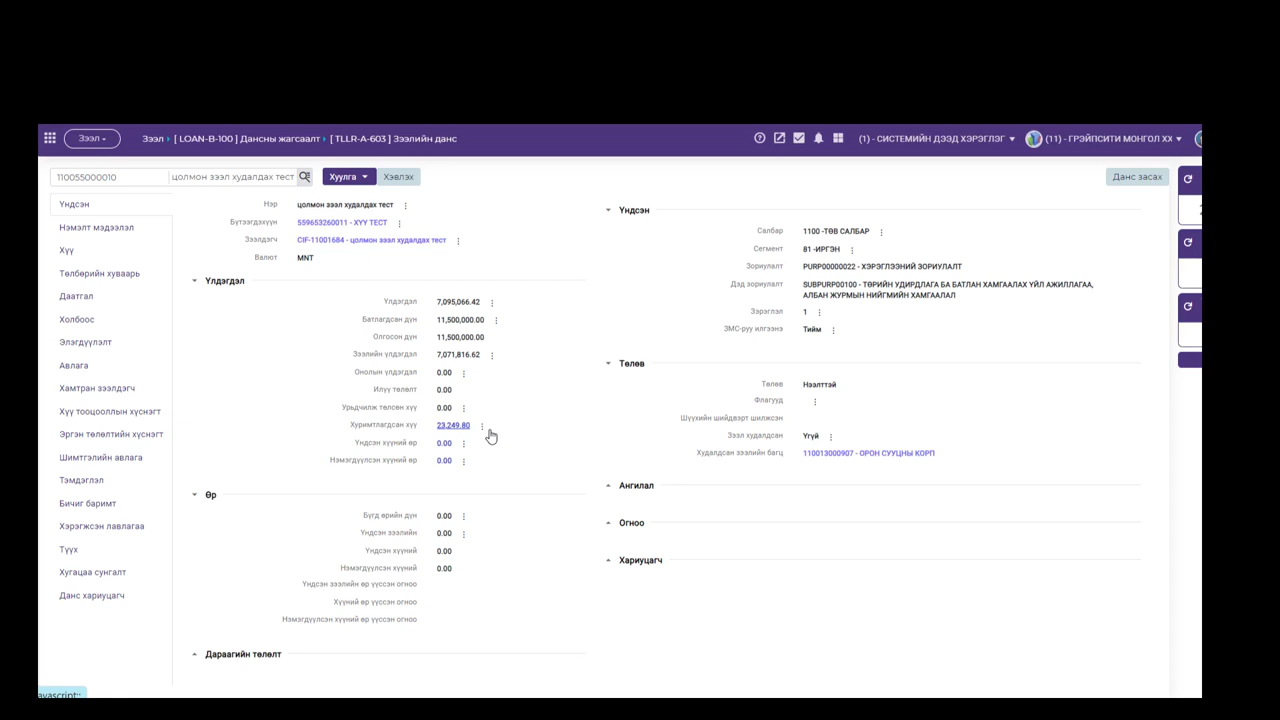 Зээл
Зээл › [ LOAN-B-100 ] Дансны жагсаалт › [ TLLR-A-603 ] Зээлийн данс
(1) - СИСТЕМИЙН ДЭЭД ХЭРЭГЛЭГ
(11) - ГРЭЙПСИТИ МОНГОЛ ХХ
110055000010
цолмон зээл худалдах тест
Хуулга
Хэвлэх
Данс засах
Үндсэн
Нэмэлт мэдээлэл
Хүү
Төлбөрийн хуваарь
Даатгал
Холбоос
Элэгдүүлэлт
Авлага
Хамтран зээлдэгч
Хүү тооцооллын хүснэгт
Эргэн төлөлтийн хүснэгт
Шимтгэлийн авлага
Тэмдэглэл
Бичиг баримт
Хэрэгжсэн лавлагаа
Түүх
Хугацаа сунгалт
Данс хариуцагч
Нэр цолмон зээл худалдах тест
Бүтээгдэхүүн 559653260011 - ХҮҮ ТЕСТ
Зээлдэгч CIF-11001684 - цолмон зээл худалдах тест
Валют MNT
Үлдэгдэл
Үлдэгдэл 7,095,066.42
Батлагдсан дүн 11,500,000.00
Олгосон дүн 11,500,000.00
Зээлийн үлдэгдэл 7,071,816.62
Онолын үлдэгдэл 0.00
Илүү төлөлт 0.00
Урьдчилж төлсөн хүү 0.00
Хуримтлагдсан хүү 23,249.80
Үндсэн хүүний өр 0.00
Нэмэгдүүлсэн хүүний өр 0.00
Өр
Бүгд өрийн дүн 0.00
Үндсэн зээлийн 0.00
Үндсэн хүүний 0.00
Нэмэгдүүлсэн хүүний 0.00
Үндсэн зээлийн өр үүссэн огноо
Хүүний өр үүссэн огноо
Нэмэгдүүлсэн хүүний өр үүссэн огноо
Дараагийн төлөлт
Үндсэн
Салбар 1100 -ТӨВ САЛБАР
Сегмент 81 -ИРГЭН
Зориулалт PURP00000022 - ХЭРЭГЛЭЭНИЙ ЗОРИУЛАЛТ
Дэд зориулалт SUBPURP00100 - ТӨРИЙН УДИРДЛАГА БА БАТЛАН ХАМГААЛАХ ҮЙЛ АЖИЛЛАГАА,
АЛБАН ЖУРМЫН НИЙГМИЙН ХАМГААЛАЛ
Зэрэглэл 1
ЗМС-руу илгээнэ Тийм
Төлөв
Төлөв Нээлттэй
Флагууд
Шүүхийн шийдвэрт шилжсэн
Зээл худалдсан Үгүй
Худалдсан зээлийн багц 110013000907 - ОРОН СУУЦНЫ КОРП
Ангилал
Огноо
Хариуцагч
avascript:;